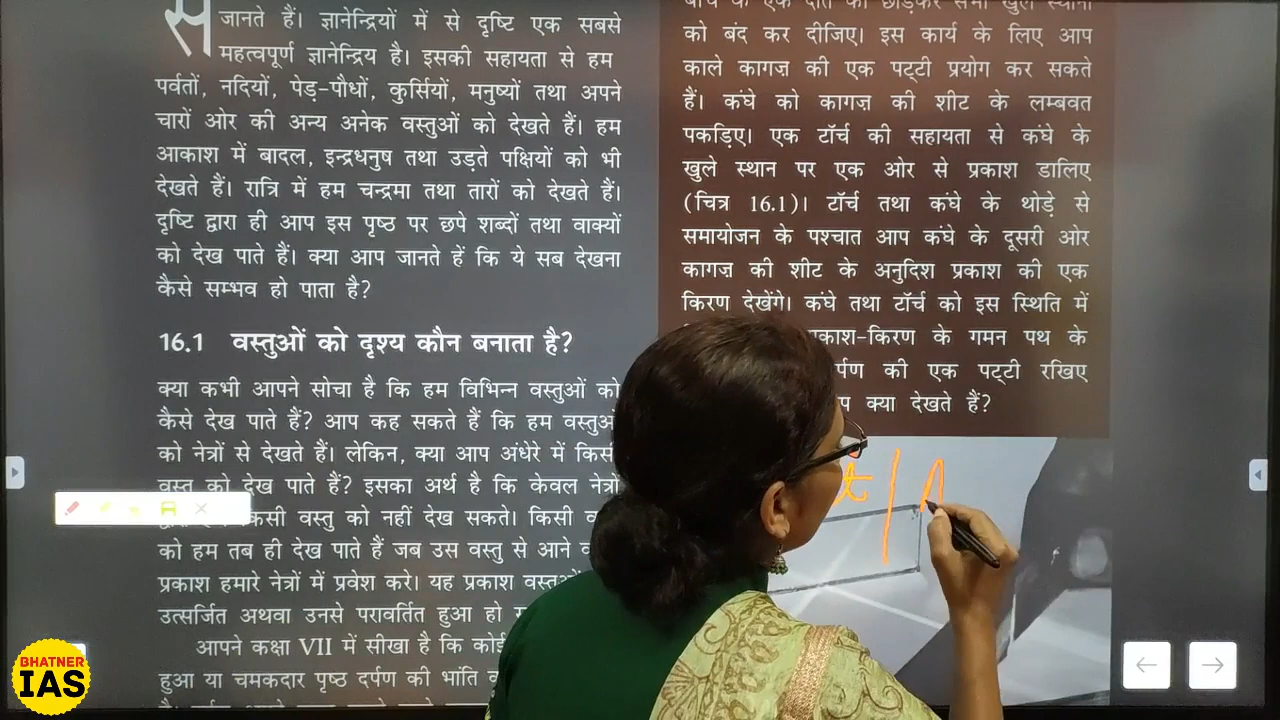 स
जानते हैं। ज्ञानेन्द्रियों में से दृष्टि एक सबसे
महत्वपूर्ण ज्ञानेन्द्रिय है। इसकी सहायता से हम
पर्वतों, नदियों, पेड़-पौधों, कुर्सियों, मनुष्यों तथा अपने
चारों ओर की अन्य अनेक वस्तुओं को देखते हैं। हम
आकाश में बादल, इन्द्रधनुष तथा उड़ते पक्षियों को भी
देखते हैं। रात्रि में हम चन्द्रमा तथा तारों को देखते हैं।
दृष्टि द्वारा ही आप इस पृष्ठ पर छपे शब्दों तथा वाक्यों
को देख पाते हैं। क्या आप जानते हें कि ये सब देखना
कैसे सम्भव हो पाता है?
16.1 वस्तुओं को दृश्य कौन बनाता है?
क्या कभी आपने सोचा है कि हम विभिन्न वस्तुओं को
कैसे देख पाते हैं? आप कह सकते हैं कि हम वस्तुओं
को नेत्रों से देखते हैं। लेकिन, क्या आप अंधेरे में
वस्तु को देख पाते हैं? इसका अर्थ है कि केवल नेत्रों
किसी वस्तु को नहीं देख सकते। किसी
को हम तब ही देख पाते हैं जब उस वस्तु से आने
प्रकाश हमारे नेत्रों में प्रवेश करे। यह प्रकाश
उत्सर्जित अथवा उनसे परावर्तित हुआ हो
आपने कक्षा VII में सीखा है कि कोई
हुआ या चमकदार पृष्ठ दर्पण की भांति
बीच के एक दाँत को छोड़कर सभी खुले स्थानों
को बंद कर दीजिए। इस कार्य के लिए आप
काले कागज़ की एक पट्टी प्रयोग कर सकते
हैं। कंघे को कागज़ की शीट के लम्बवत
पकड़िए। एक टॉर्च की सहायता से कंघे के
खुले स्थान पर एक ओर से प्रकाश डालिए
(चित्र 16.1)। टॉर्च तथा कंघे के थोड़े से
समायोजन के पश्चात आप कंघे के दूसरी ओर
कागज़ की शीट के अनुदिश प्रकाश की एक
किरण देखेंगे। कंघे तथा टॉर्च को इस स्थिति में
प्रकाश-किरण के गमन पथ के
दर्पण की एक पट्टी रखिए
क्या देखते हैं?
BHATNER
IAS